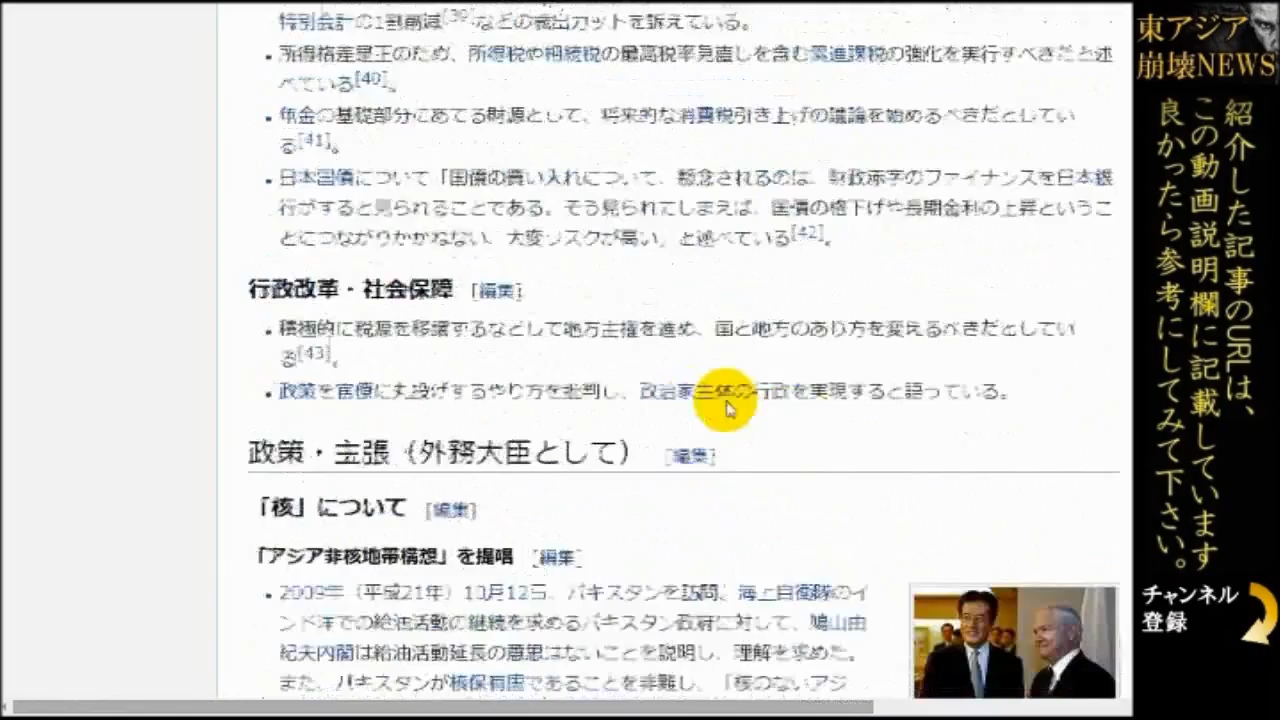 特別会計の1割削減[39]などの歳出カットを訴えている。
所得格差是正のため、所得税や相続税の最高税率見直しを含む累進課税の強化を実行すべきだと述
べている[40]。
年金の基礎部分にあてる財源として、将来的な消費税引き上げの議論を始めるべきだとしてい
る[41]。
日本国債について「国債の買い入れについて、懸念されるのは、財政赤字のファイナンスを日本銀
行がすると見られることである。そう見られてしまえば、国債の格下げや長期金利の上昇というこ
とにつながりかねない、大変リスクが高い」と述べている[42]。
行政改革・社会保障 [編集]
積極的に税源を移譲するなどして地方主権を進め、国と地方のあり方を変えるべきだとしてい
る[43]。
政策を官僚に丸投げするやり方を批判し、政治家主体の行政を実現すると語っている。
政策・主張（外務大臣として） [編集]
「核」について [編集]
「アジア非核地帯構想」を提唱 [編集]
2009年（平成21年）10月12日、パキスタンを訪問、海上自衛隊のイ
ンド洋での給油活動の継続を求めるパキスタン政府に対して、鳩山由
紀夫内閣は給油活動延長の意思はないことを説明し、理解を求めた。
また、パキスタンが核保有国であることを非難し、「核のないアジ
東アジア
崩壊NEWS
紹介した記事のURLは、
この動画説明欄に記載しています
良かったら参考にしてみて下さい。
チャンネル
登録